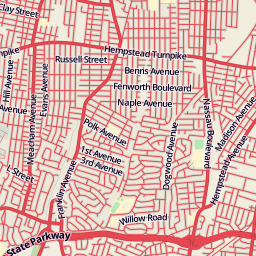 Clay Street
Hempstead Turnpike
Russell Street
Bennis Avenue
Fenworth Boulevard
Naple Avenue
Hill Avenue
Evans Avenue
Meacham Avenue
Nassau Boulevard
Madison Avenue
Polk Avenue
1st Avenue
3rd Avenue
Dogwood Avenue
Hempstead Avenue
L Street
Franklin Avenue
Willow Road
State Parkway